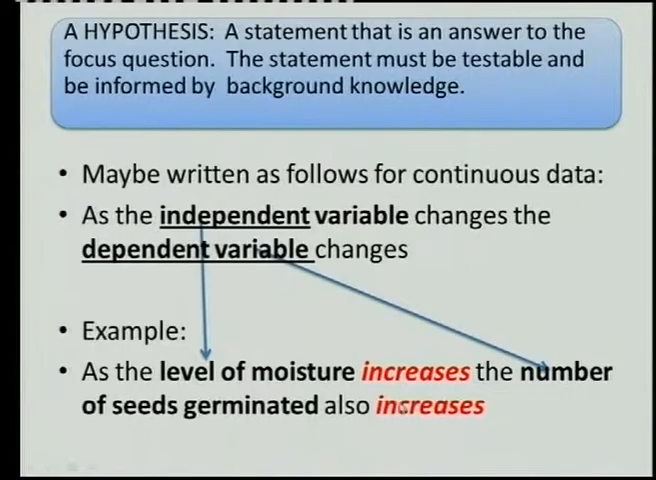 A HYPOTHESIS: A statement that is an answer to the
focus question. The statement must be testable and
be informed by background knowledge.
• Maybe written as follows for continuous data:
• As the independent variable changes the
dependent variable changes
• Example:
• As the level of moisture increases the number
of seeds germinated also increases